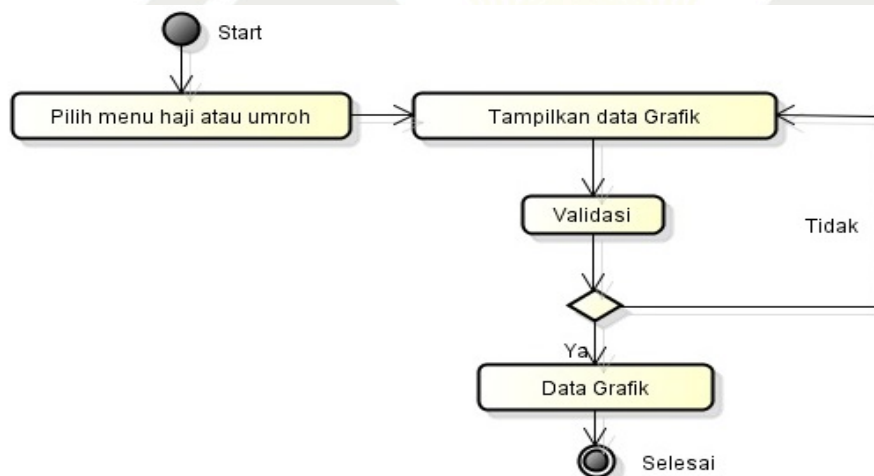 Start
Pilih menu haji atau umroh
Tampilkan data Grafik
Validasi
Tidak
Ya
Data Grafik
Selesai